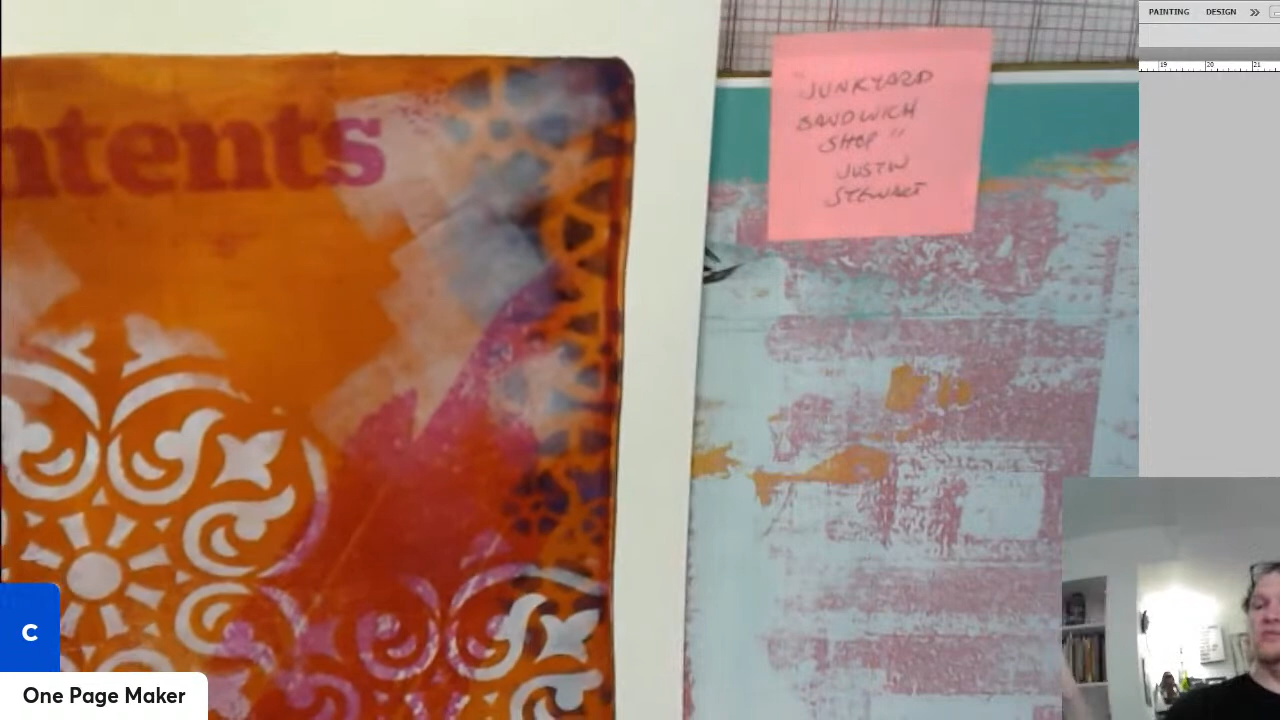 PAINTING DESIGN »
19 20 21
ntents
"JUNKYARD
SANDWICH
SHOP"
JUSTIN
STEWART
C
One Page Maker